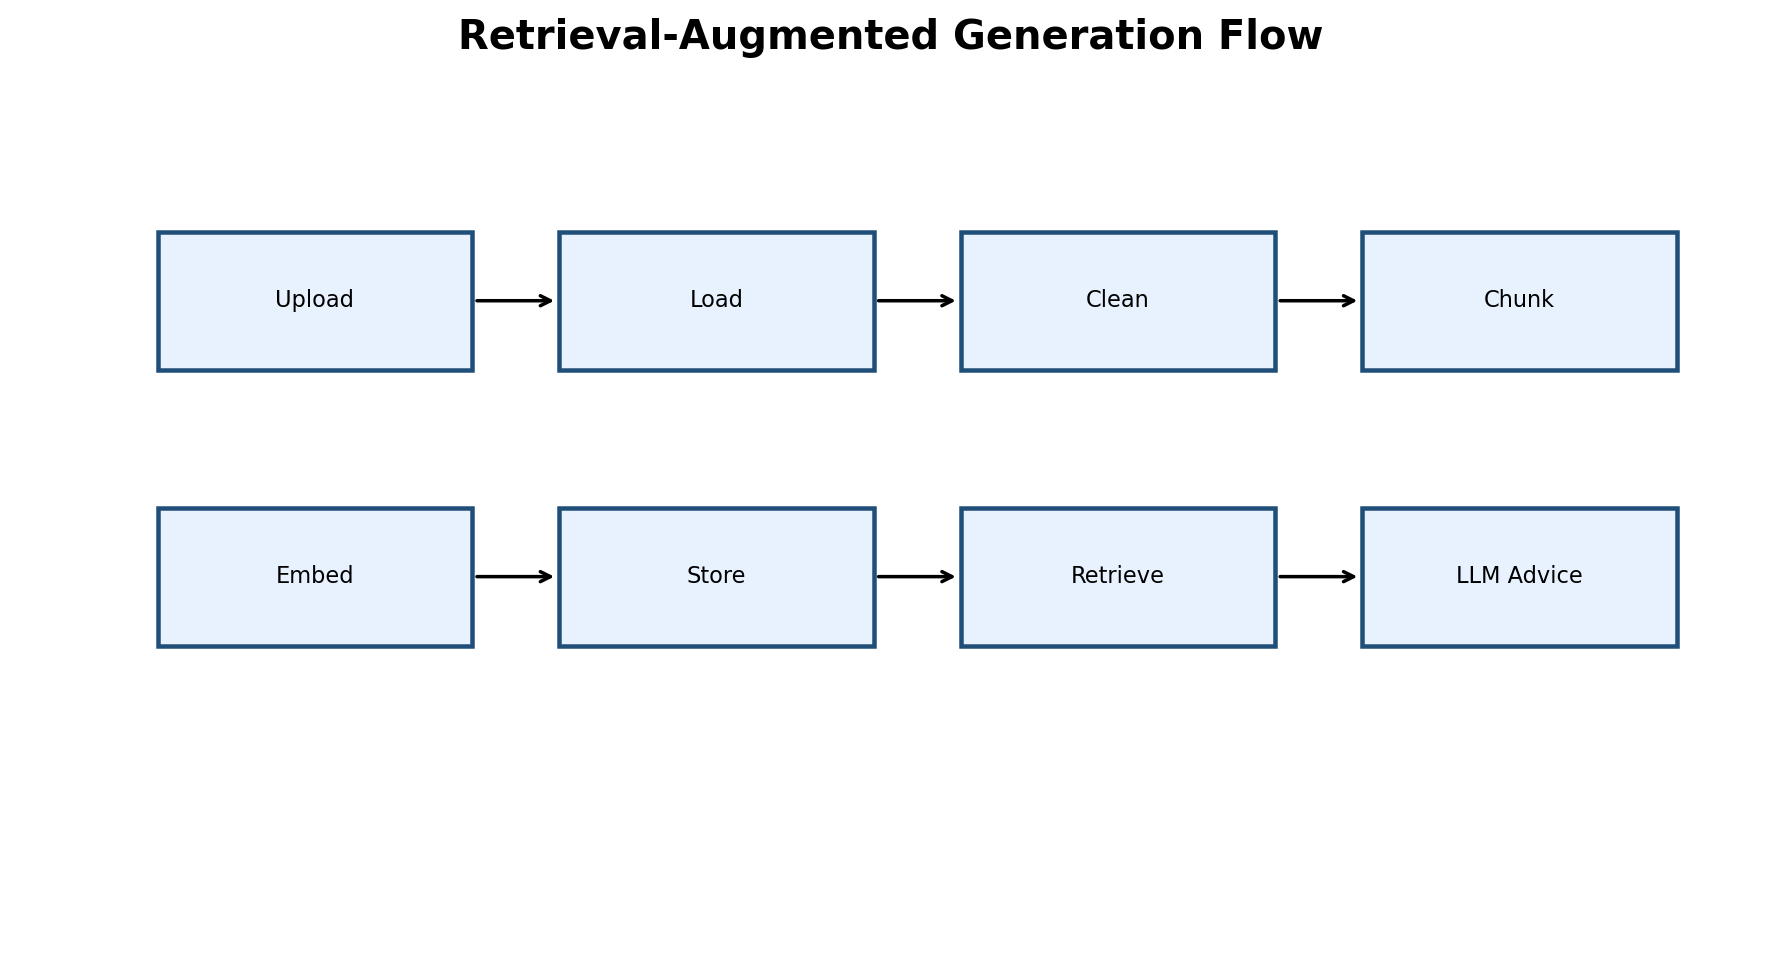 Retrieval-Augmented Generation Flow
Upload
Load
Clean
Chunk
Embed
Store
Retrieve
LLM Advice